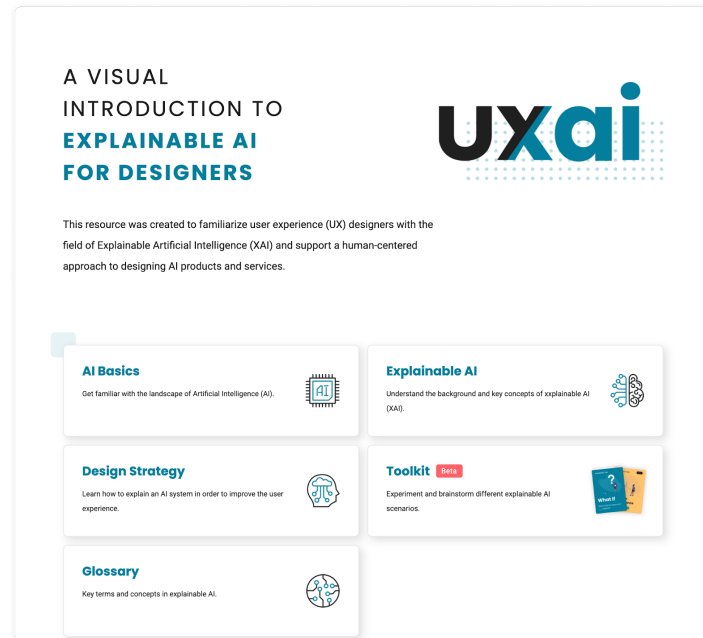 A VISUAL
INTRODUCTION TO
EXPLAINABLE AI
FOR DESIGNERS
uxai
This resource was created to familiarize user experience (UX) designers with the
field of Explainable Artificial Intelligence (XAI) and support a human-centered
approach to designing AI products and services.
AI Basics
Get familiar with the landscape of Artificial Intelligence (AI).
AI
Explainable AI
Understand the background and key concepts of xxplainable AI
(XAI).
Design Strategy
Learn how to explain an AI system in order to improve the user
experience.
Toolkit Beta
Experiment and brainstorm different explainable AI
scenarios.
?
What if
Glossary
Key terms and concepts in explainable AI.